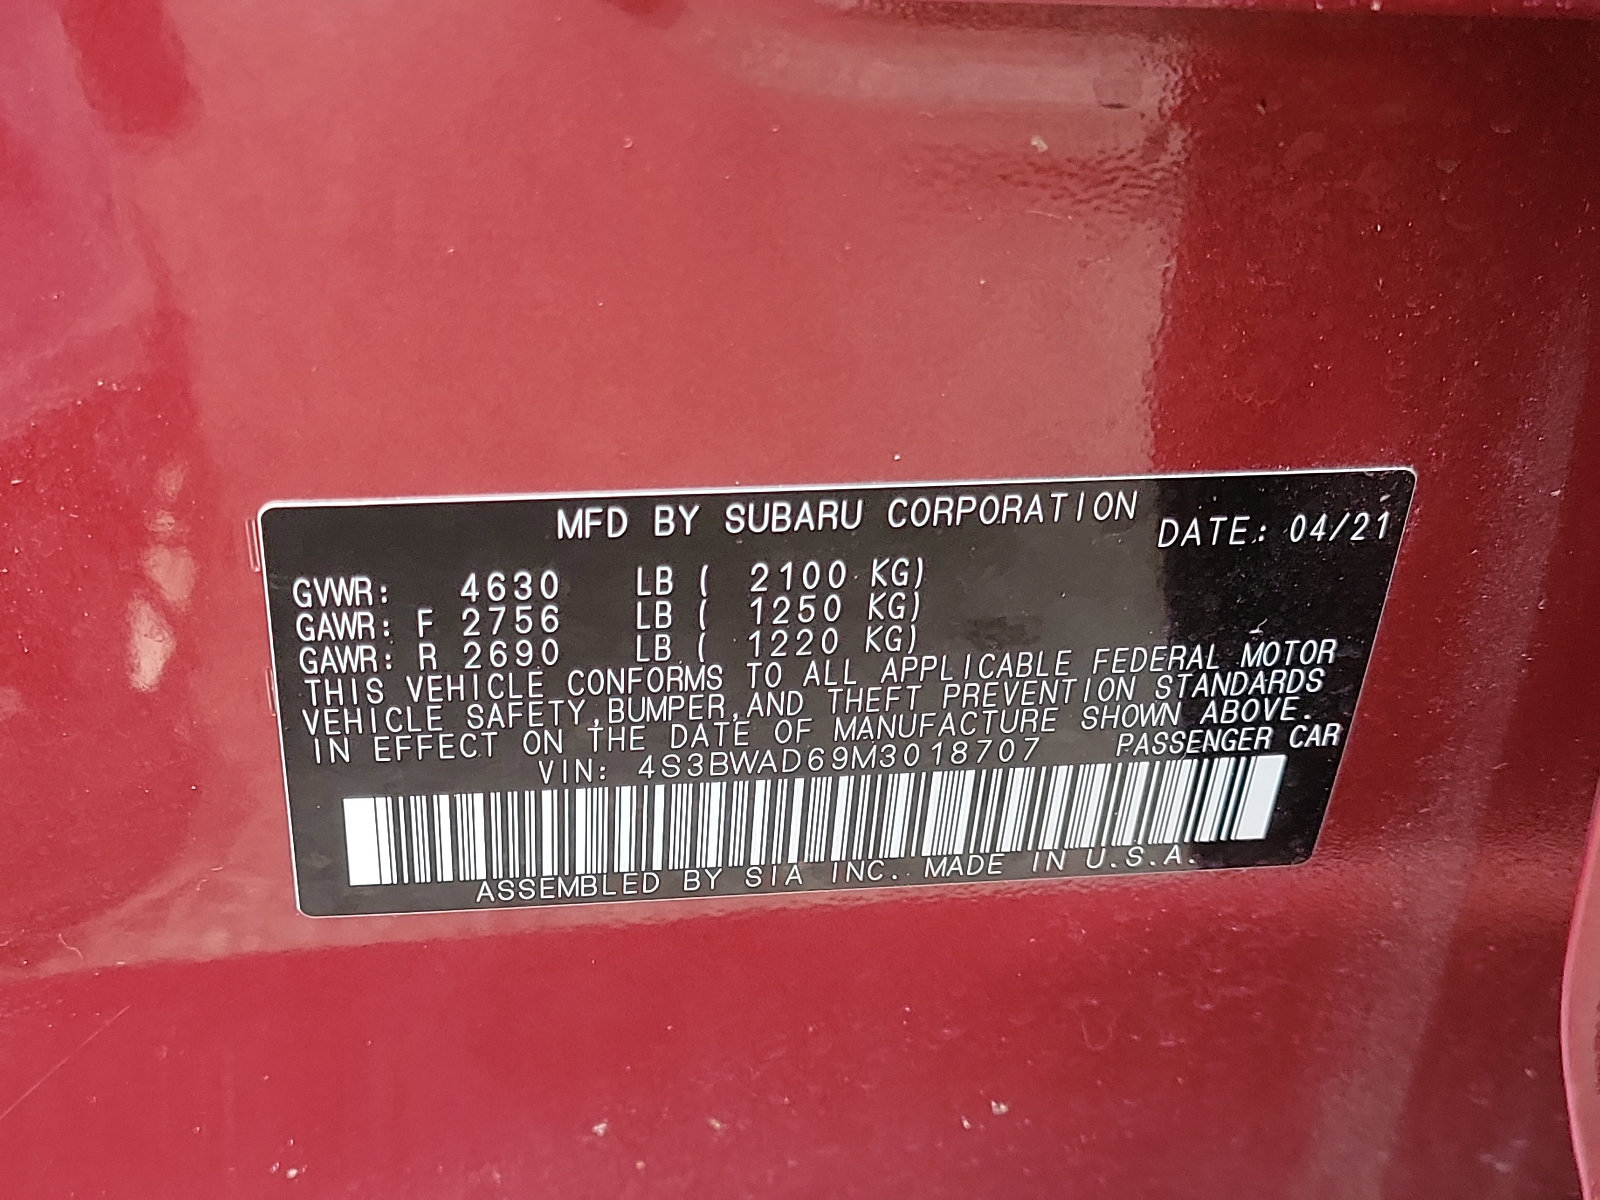 MFD BY SUBARU CORPORATION DATE: 04/21
GVWR: 4630 LB ( 2100 KG)
GAWR: F 2756 LB ( 1250 KG)
GAWR: R 2690 LB ( 1220 KG)
THIS VEHICLE CONFORMS TO ALL APPLICABLE FEDERAL MOTOR
VEHICLE SAFETY,BUMPER,AND THEFT PREVENTION STANDARDS
IN EFFECT ON THE DATE OF MANUFACTURE SHOWN ABOVE.
VIN: 4S3BWAD69M3018707 PASSENGER CAR
ASSEMBLED BY SIA INC. MADE IN U.S.A.